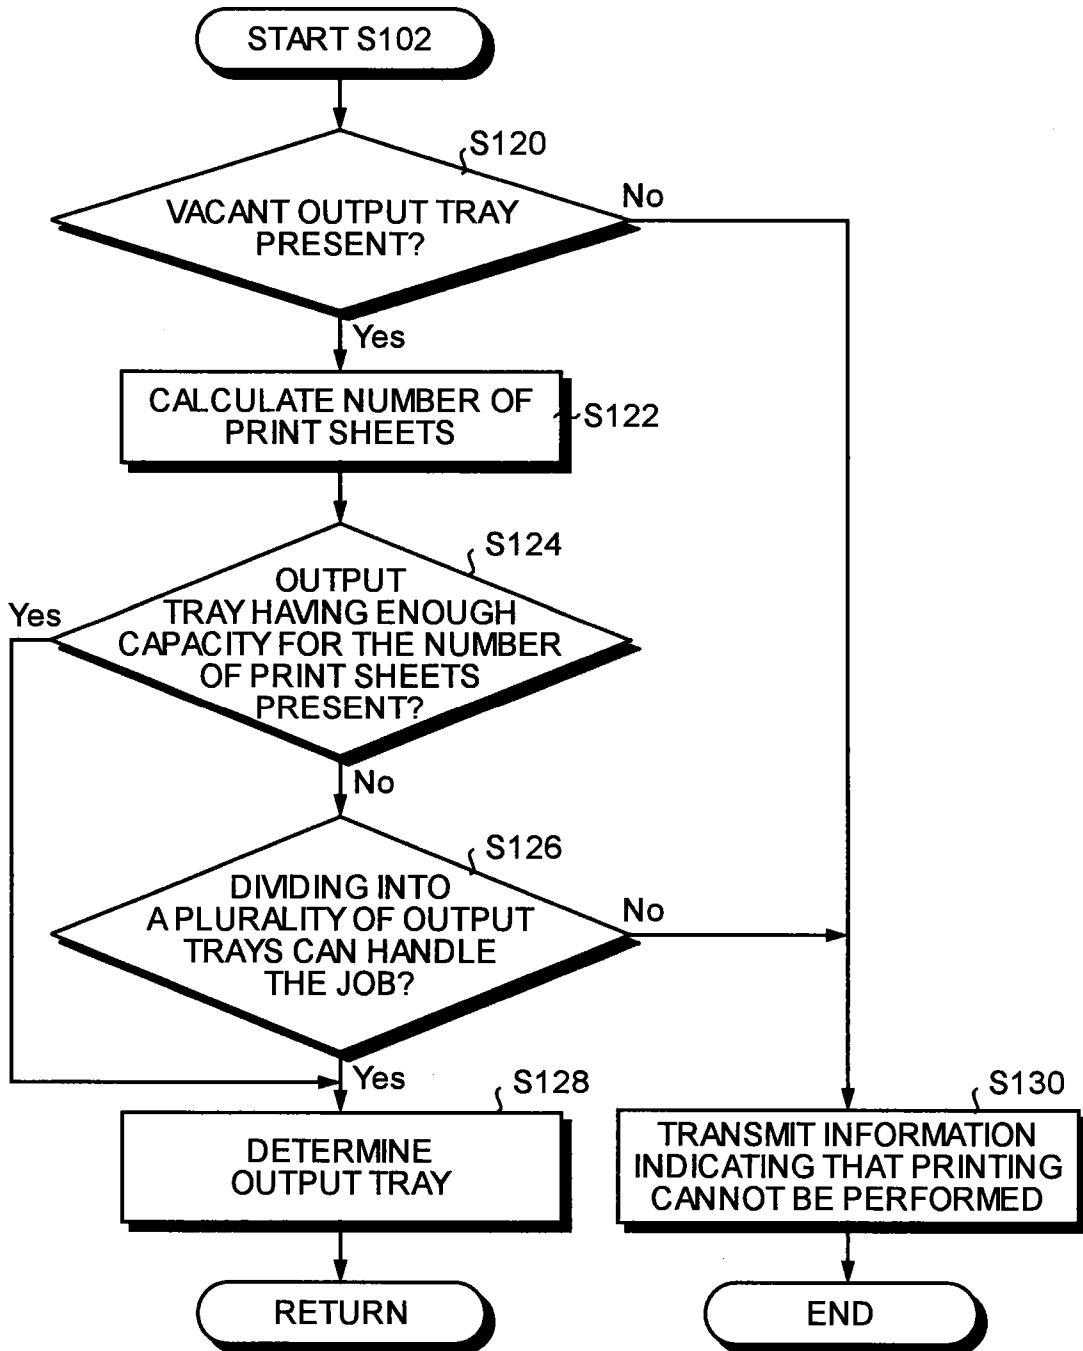 START S102
S120
VACANT OUTPUT TRAY
PRESENT?
No
Yes
CALCULATE NUMBER OF
PRINT SHEETS
S122
S124
OUTPUT
TRAY HAVING ENOUGH
CAPACITY FOR THE NUMBER
OF PRINT SHEETS
PRESENT?
Yes
No
S126
DIVIDING INTO
A PLURALITY OF OUTPUT
TRAYS CAN HANDLE
THE JOB?
No
Yes
S128
DETERMINE
OUTPUT TRAY
S130
TRANSMIT INFORMATION
INDICATING THAT PRINTING
CANNOT BE PERFORMED
RETURN
END